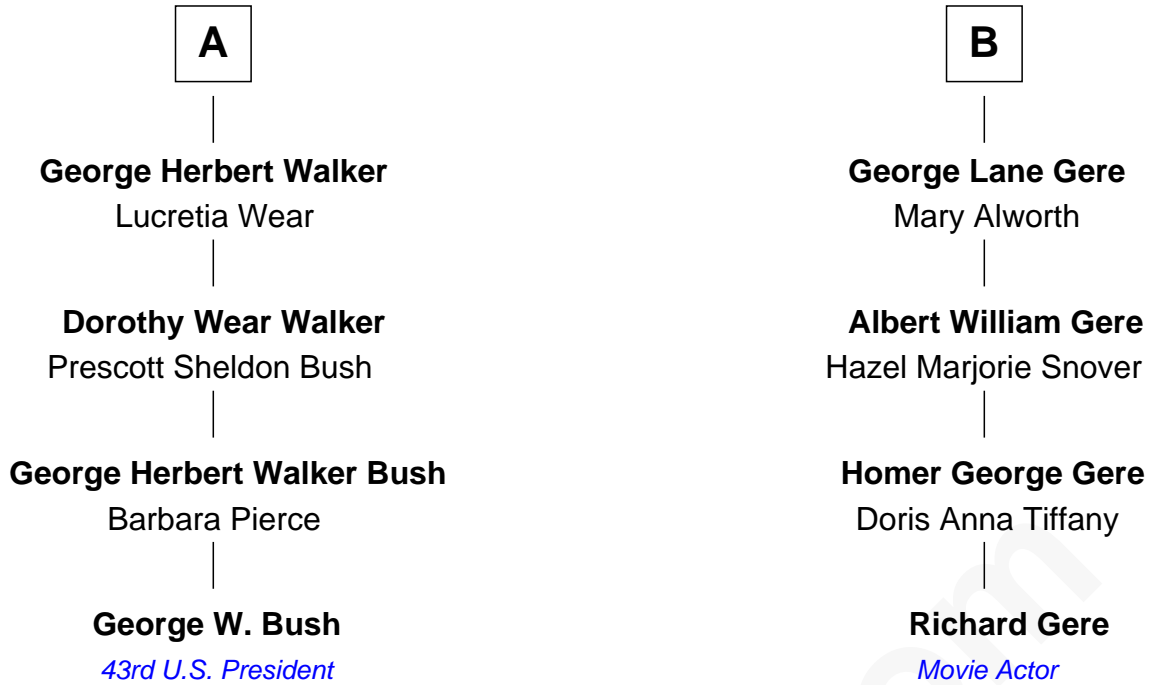 A
George Herbert Walker
Lucretia Wear
Dorothy Wear Walker
Prescott Sheldon Bush
George Herbert Walker Bush
Barbara Pierce
George W. Bush
43rd U.S. President
B
George Lane Gere
Mary Alworth
Albert William Gere
Hazel Marjorie Snover
Homer George Gere
Doris Anna Tiffany
Richard Gere
Movie Actor